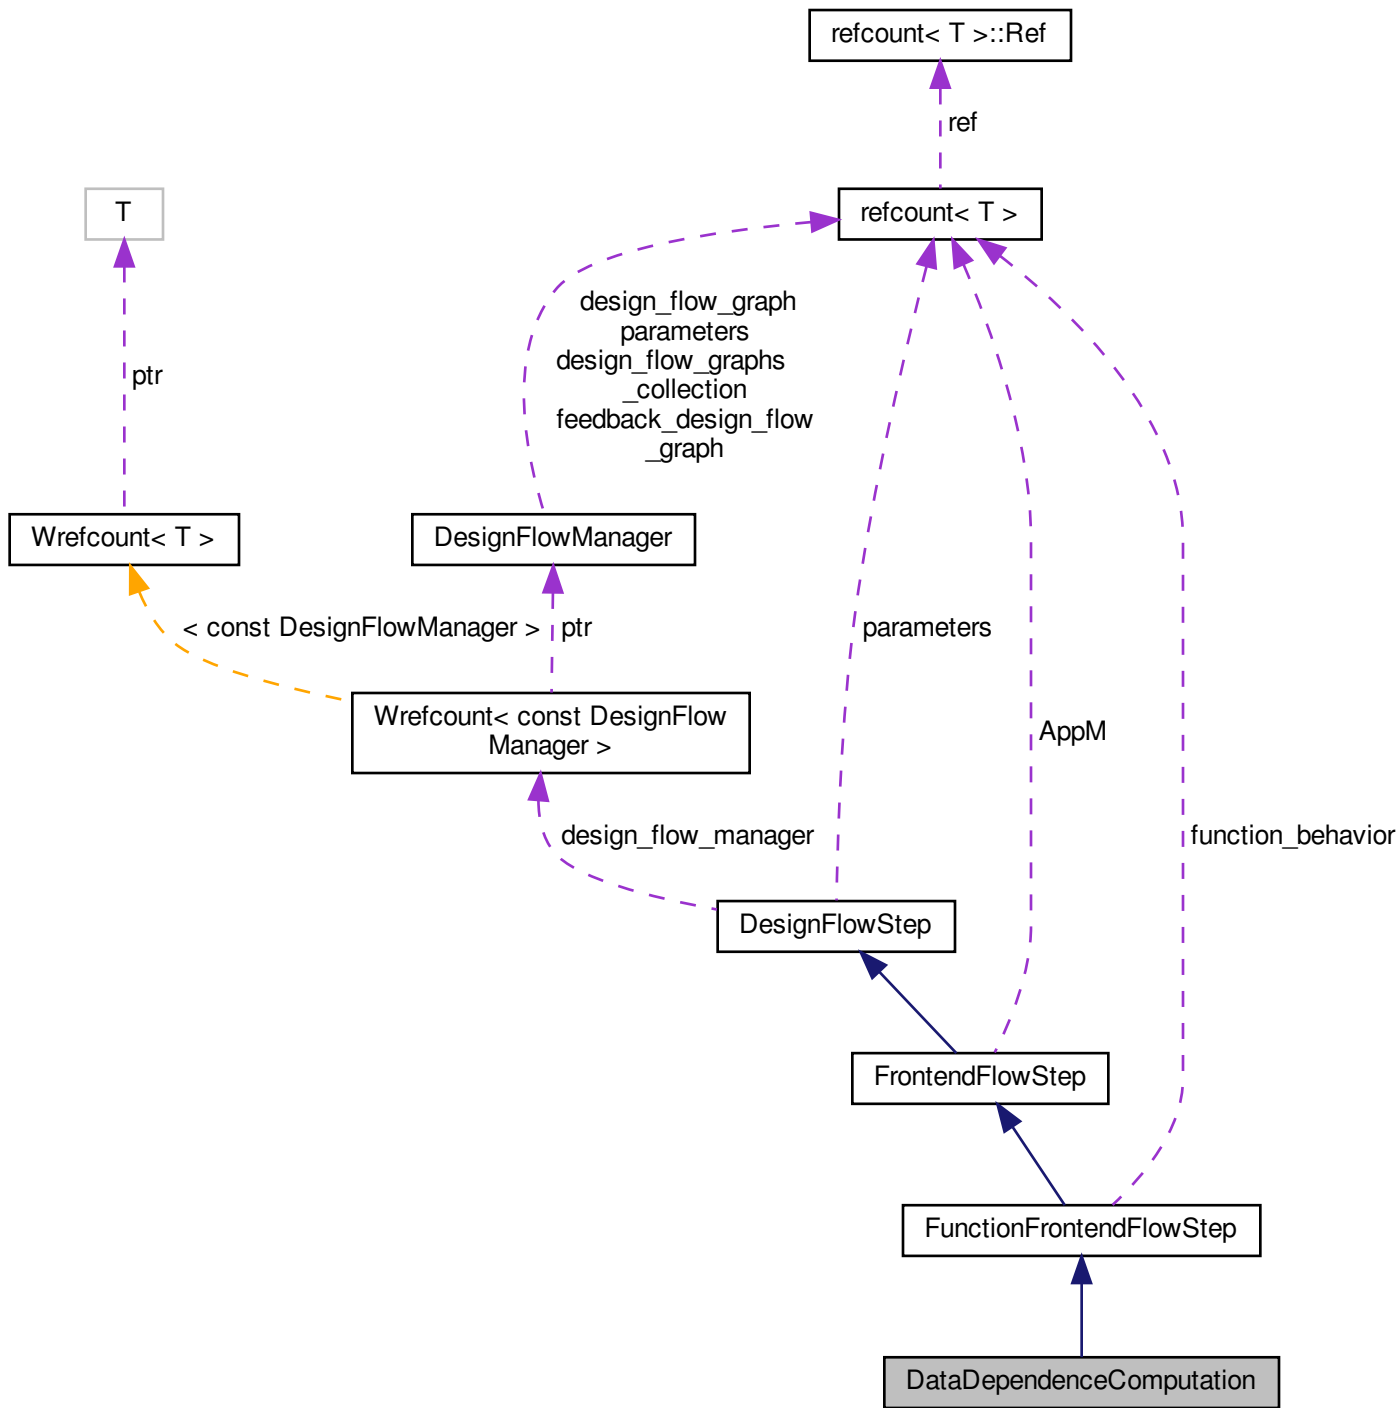 refcount< T >::Ref
ref
T
refcount< T >
design_flow_graph
parameters
design_flow_graphs
_collection
feedback_design_flow
_graph
ptr
Wrefcount< T >
DesignFlowManager
< const DesignFlowManager >
ptr
parameters
Wrefcount< const DesignFlow
Manager >
AppM
design_flow_manager
function_behavior
DesignFlowStep
FrontendFlowStep
FunctionFrontendFlowStep
DataDependenceComputation